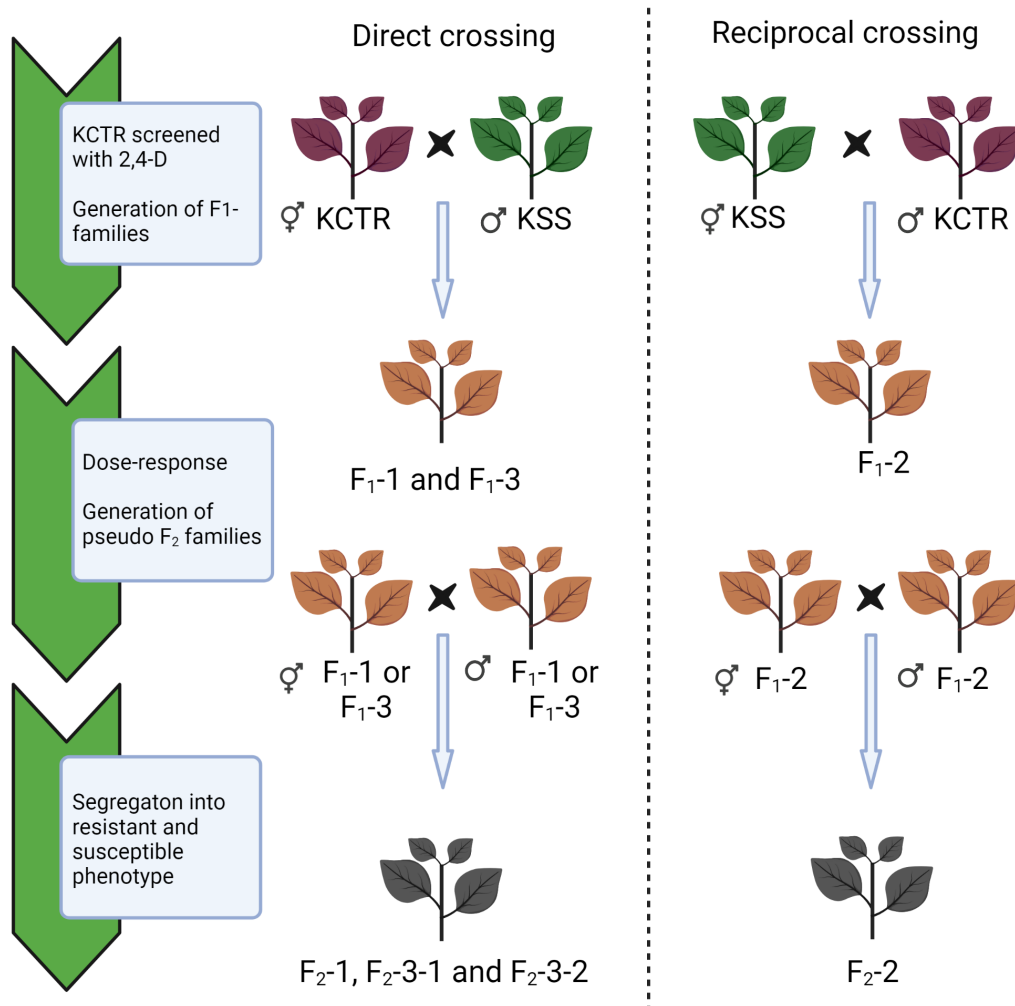 Direct crossing
Reciprocal crossing
KCTR screened
with 2,4-D
Generation of F1-
families
⚥ KCTR
♂ KSS
⚥ KSS
♂ KCTR
F₁-1 and F₁-3
F₁-2
Dose-response
Generation of
pseudo F₂ families
⚥ F₁-1 or
F₁-3
♂ F₁-1 or
F₁-3
⚥ F₁-2
♂ F₁-2
Segregaton into
resistant and
susceptible
phenotype
F₂-1, F₂-3-1 and F₂-3-2
F₂-2